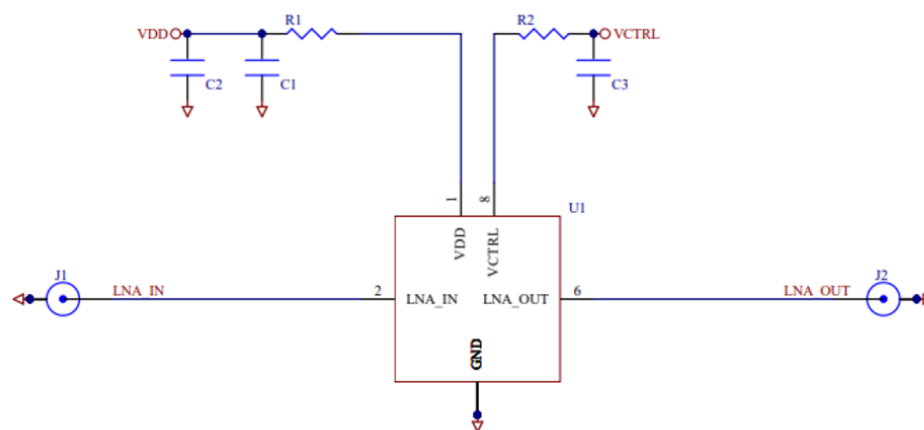 R1
R2
VDD
VCTRL
C2
C1
C3
1
8
U1
VDD
VCTRL
J1
LNA_IN
2
LNA_IN
LNA_OUT
6
LNA_OUT
J2
GND